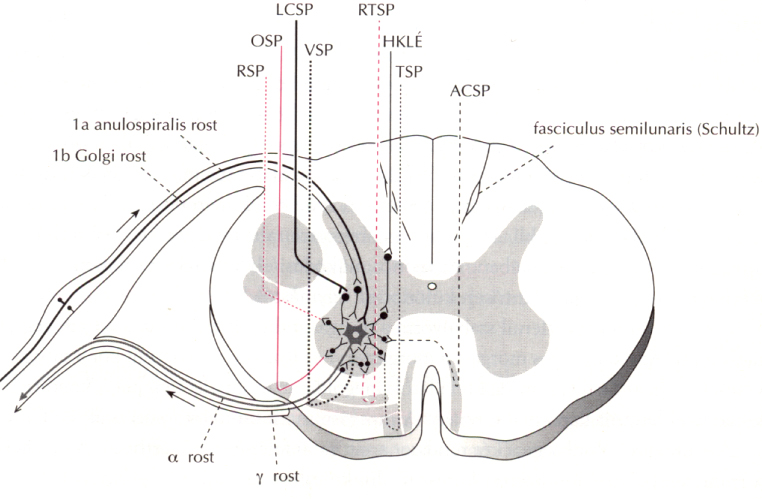 LCSP
RTSP
OSP
VSP
HKLÉ
RSP
TSP
ACSP
1a anulospiralis rost
fasciculus semilunaris (Schultz)
1b Golgi rost
α rost
γ rost